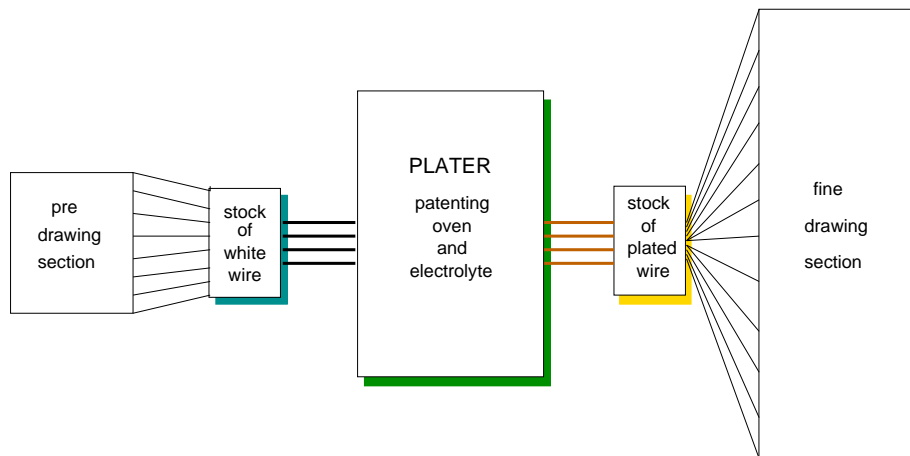 pre
drawing
section
stock
of
white
wire
PLATER
patenting
oven
and
electrolyte
stock
of
plated
wire
fine
drawing
section